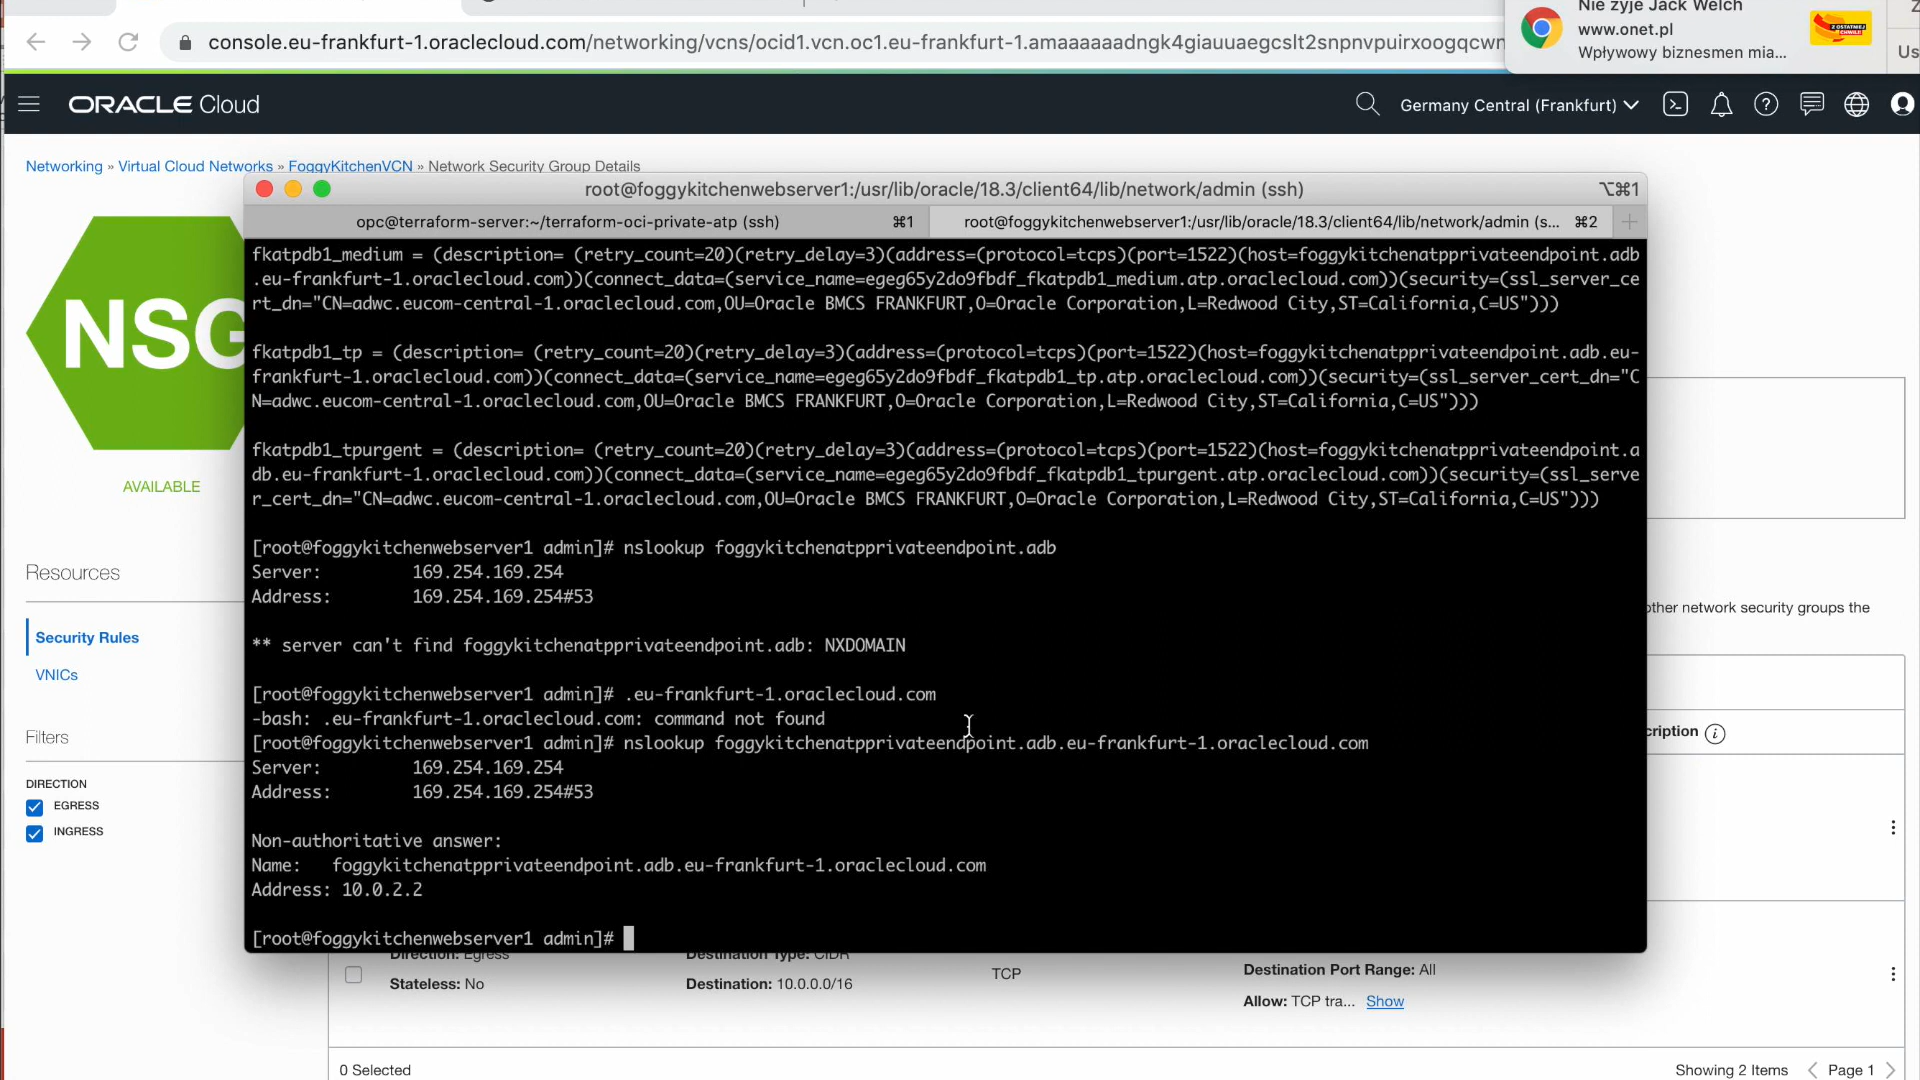 Nie żyje Jack Welch
www.onet.pl
Wpływowy biznesmen mia...
Z OSTATNIEJ CHWILI!
Us
console.eu-frankfurt-1.oraclecloud.com/networking/vcns/ocid1.vcn.oc1.eu-frankfurt-1.amaaaaaadngk4giauuaegcslt2snpnvpuirxoogqcwn
ORACLE Cloud
Germany Central (Frankfurt)
Networking » Virtual Cloud Networks » FoggyKitchenVCN » Network Security Group Details
root@foggykitchenwebserver1:/usr/lib/oracle/18.3/client64/lib/network/admin (ssh)
⌥⌘1
opc@terraform-server:~/terraform-oci-private-atp (ssh) ⌘1
root@foggykitchenwebserver1:/usr/lib/oracle/18.3/client64/lib/network/admin (s... ⌘2
fkatpdb1_medium = (description= (retry_count=20)(retry_delay=3)(address=(protocol=tcps)(port=1522)(host=foggykitchenatpprivateendpoint.adb
.eu-frankfurt-1.oraclecloud.com))(connect_data=(service_name=egeg65y2do9fbdf_fkatpdb1_medium.atp.oraclecloud.com))(security=(ssl_server_ce
rt_dn="CN=adwc.eucom-central-1.oraclecloud.com,OU=Oracle BMCS FRANKFURT,O=Oracle Corporation,L=Redwood City,ST=California,C=US")))
fkatpdb1_tp = (description= (retry_count=20)(retry_delay=3)(address=(protocol=tcps)(port=1522)(host=foggykitchenatpprivateendpoint.adb.eu-
frankfurt-1.oraclecloud.com))(connect_data=(service_name=egeg65y2do9fbdf_fkatpdb1_tp.atp.oraclecloud.com))(security=(ssl_server_cert_dn="C
N=adwc.eucom-central-1.oraclecloud.com,OU=Oracle BMCS FRANKFURT,O=Oracle Corporation,L=Redwood City,ST=California,C=US")))
fkatpdb1_tpurgent = (description= (retry_count=20)(retry_delay=3)(address=(protocol=tcps)(port=1522)(host=foggykitchenatpprivateendpoint.a
db.eu-frankfurt-1.oraclecloud.com))(connect_data=(service_name=egeg65y2do9fbdf_fkatpdb1_tpurgent.atp.oraclecloud.com))(security=(ssl_serve
r_cert_dn="CN=adwc.eucom-central-1.oraclecloud.com,OU=Oracle BMCS FRANKFURT,O=Oracle Corporation,L=Redwood City,ST=California,C=US")))
[root@foggykitchenwebserver1 admin]# nslookup foggykitchenatpprivateendpoint.adb
Server: 169.254.169.254
Address: 169.254.169.254#53
** server can't find foggykitchenatpprivateendpoint.adb: NXDOMAIN
[root@foggykitchenwebserver1 admin]# .eu-frankfurt-1.oraclecloud.com
-bash: .eu-frankfurt-1.oraclecloud.com: command not found
[root@foggykitchenwebserver1 admin]# nslookup foggykitchenatpprivateendpoint.adb.eu-frankfurt-1.oraclecloud.com
Server: 169.254.169.254
Address: 169.254.169.254#53
Non-authoritative answer:
Name: foggykitchenatpprivateendpoint.adb.eu-frankfurt-1.oraclecloud.com
Address: 10.0.2.2
[root@foggykitchenwebserver1 admin]#
NSG
AVAILABLE
Resources
Security Rules
VNICs
Filters
DIRECTION
EGRESS
INGRESS
other network security groups the
cription
Direction: Egress
Stateless: No
Destination Type: CIDR
Destination: 10.0.0.0/16
TCP
Destination Port Range: All
Allow: TCP tra... Show
0 Selected
Showing 2 Items
Page 1